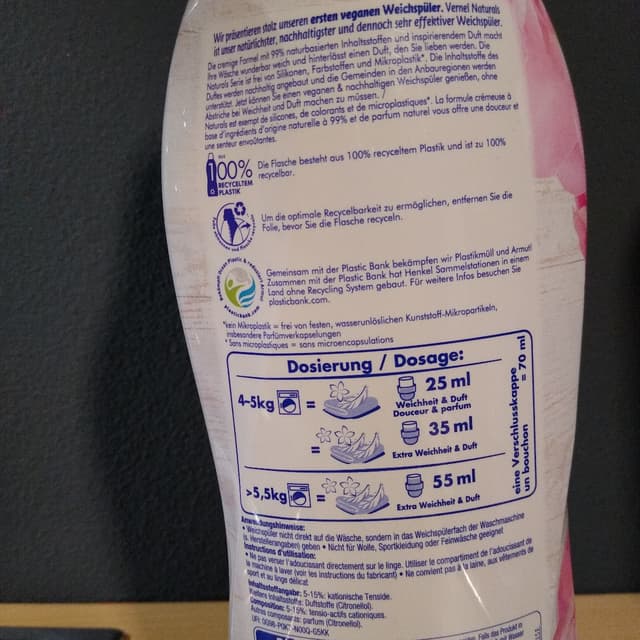 Wir präsentieren stolz unseren ersten veganen Weichspüler. Vernel Naturals
ist unser natürlichster, nachhaltigster und dennoch sehr effektiver Weichspüler.
Die cremige Formel mit 99% naturbasierten Inhaltsstoffen und inspirierendem Duft macht
Ihre Wäsche wunderbar weich und hinterlässt einen Duft, den Sie lieben werden. Die
Naturals Serie ist frei von Silikonen, Farbstoffen und Mikroplastik*. Die Inhaltsstoffe des
Duftes werden nachhaltig angebaut und die Gemeinden in den Anbauregionen werden
unterstützt. Jetzt können Sie einen veganen & nachhaltigen Weichspüler genießen, ohne
Abstriche bei Weichheit und Duft machen zu müssen. /
Naturals est exempt de silicones, de colorants et de microplastiques*. La formule crémeuse à
base d'ingrédients d'origine naturelle à 99% et de parfum naturel vous offre une douceur et
une senteur envoûtantes.
100%
RECYCELTEM
PLASTIK
Die Flasche besteht aus 100% recyceltem Plastik und ist zu 100%
recycelbar.
Um die optimale Recycelbarkeit zu ermöglichen, entfernen Sie die
Folie, bevor Sie die Flasche recyceln.
Gemeinsam mit der Plastic Bank bekämpfen wir Plastikmüll und Armut!
Zusammen mit der Plastic Bank hat Henkel Sammelstationen in einem
Land ohne Recycling System gebaut. Für weitere Infos besuchen Sie
plasticbank.com.
plasticbank.com
*kein Mikroplastik = frei von festen, wasserunlöslichen Kunststoff-Mikropartikeln,
insbesondere Parfümverkapselungen
* Sans microplastiques = sans microencapsulations
Dosierung / Dosage:
4–5kg = 25 ml
Weichheit & Duft
Douceur & parfum
= 35 ml
Extra Weichheit & Duft
>5,5kg = 55 ml
Extra Weichheit & Duft
eine Verschlusskappe
un bouchon = 70 ml
Anwendungshinweise:
• Weichspüler nicht direkt auf die Wäsche, sondern in das Weichspülerfach der Waschmaschine
(s. Herstellerangaben) geben • Nicht für Wolle, Sportkleidung oder Feinwäsche geeignet
Instructions d'utilisation:
• Ne pas verser l'adoucissant directement sur le linge. Utiliser le compartiment de l'adoucissant de
la machine à laver (voir les instructions du fabricant) • Ne convient pas à la laine, aux vêtements de
sport et au linge délicat
Inhaltsstoffangabe: 5-15%: kationische Tenside.
Weitere Inhaltsstoffe: Duftstoffe (Citronellol).
Composition: 5-15%: tensio-actifs cationiques.
Autres composants: parfum (Citronellol).
Falls das Produkt in